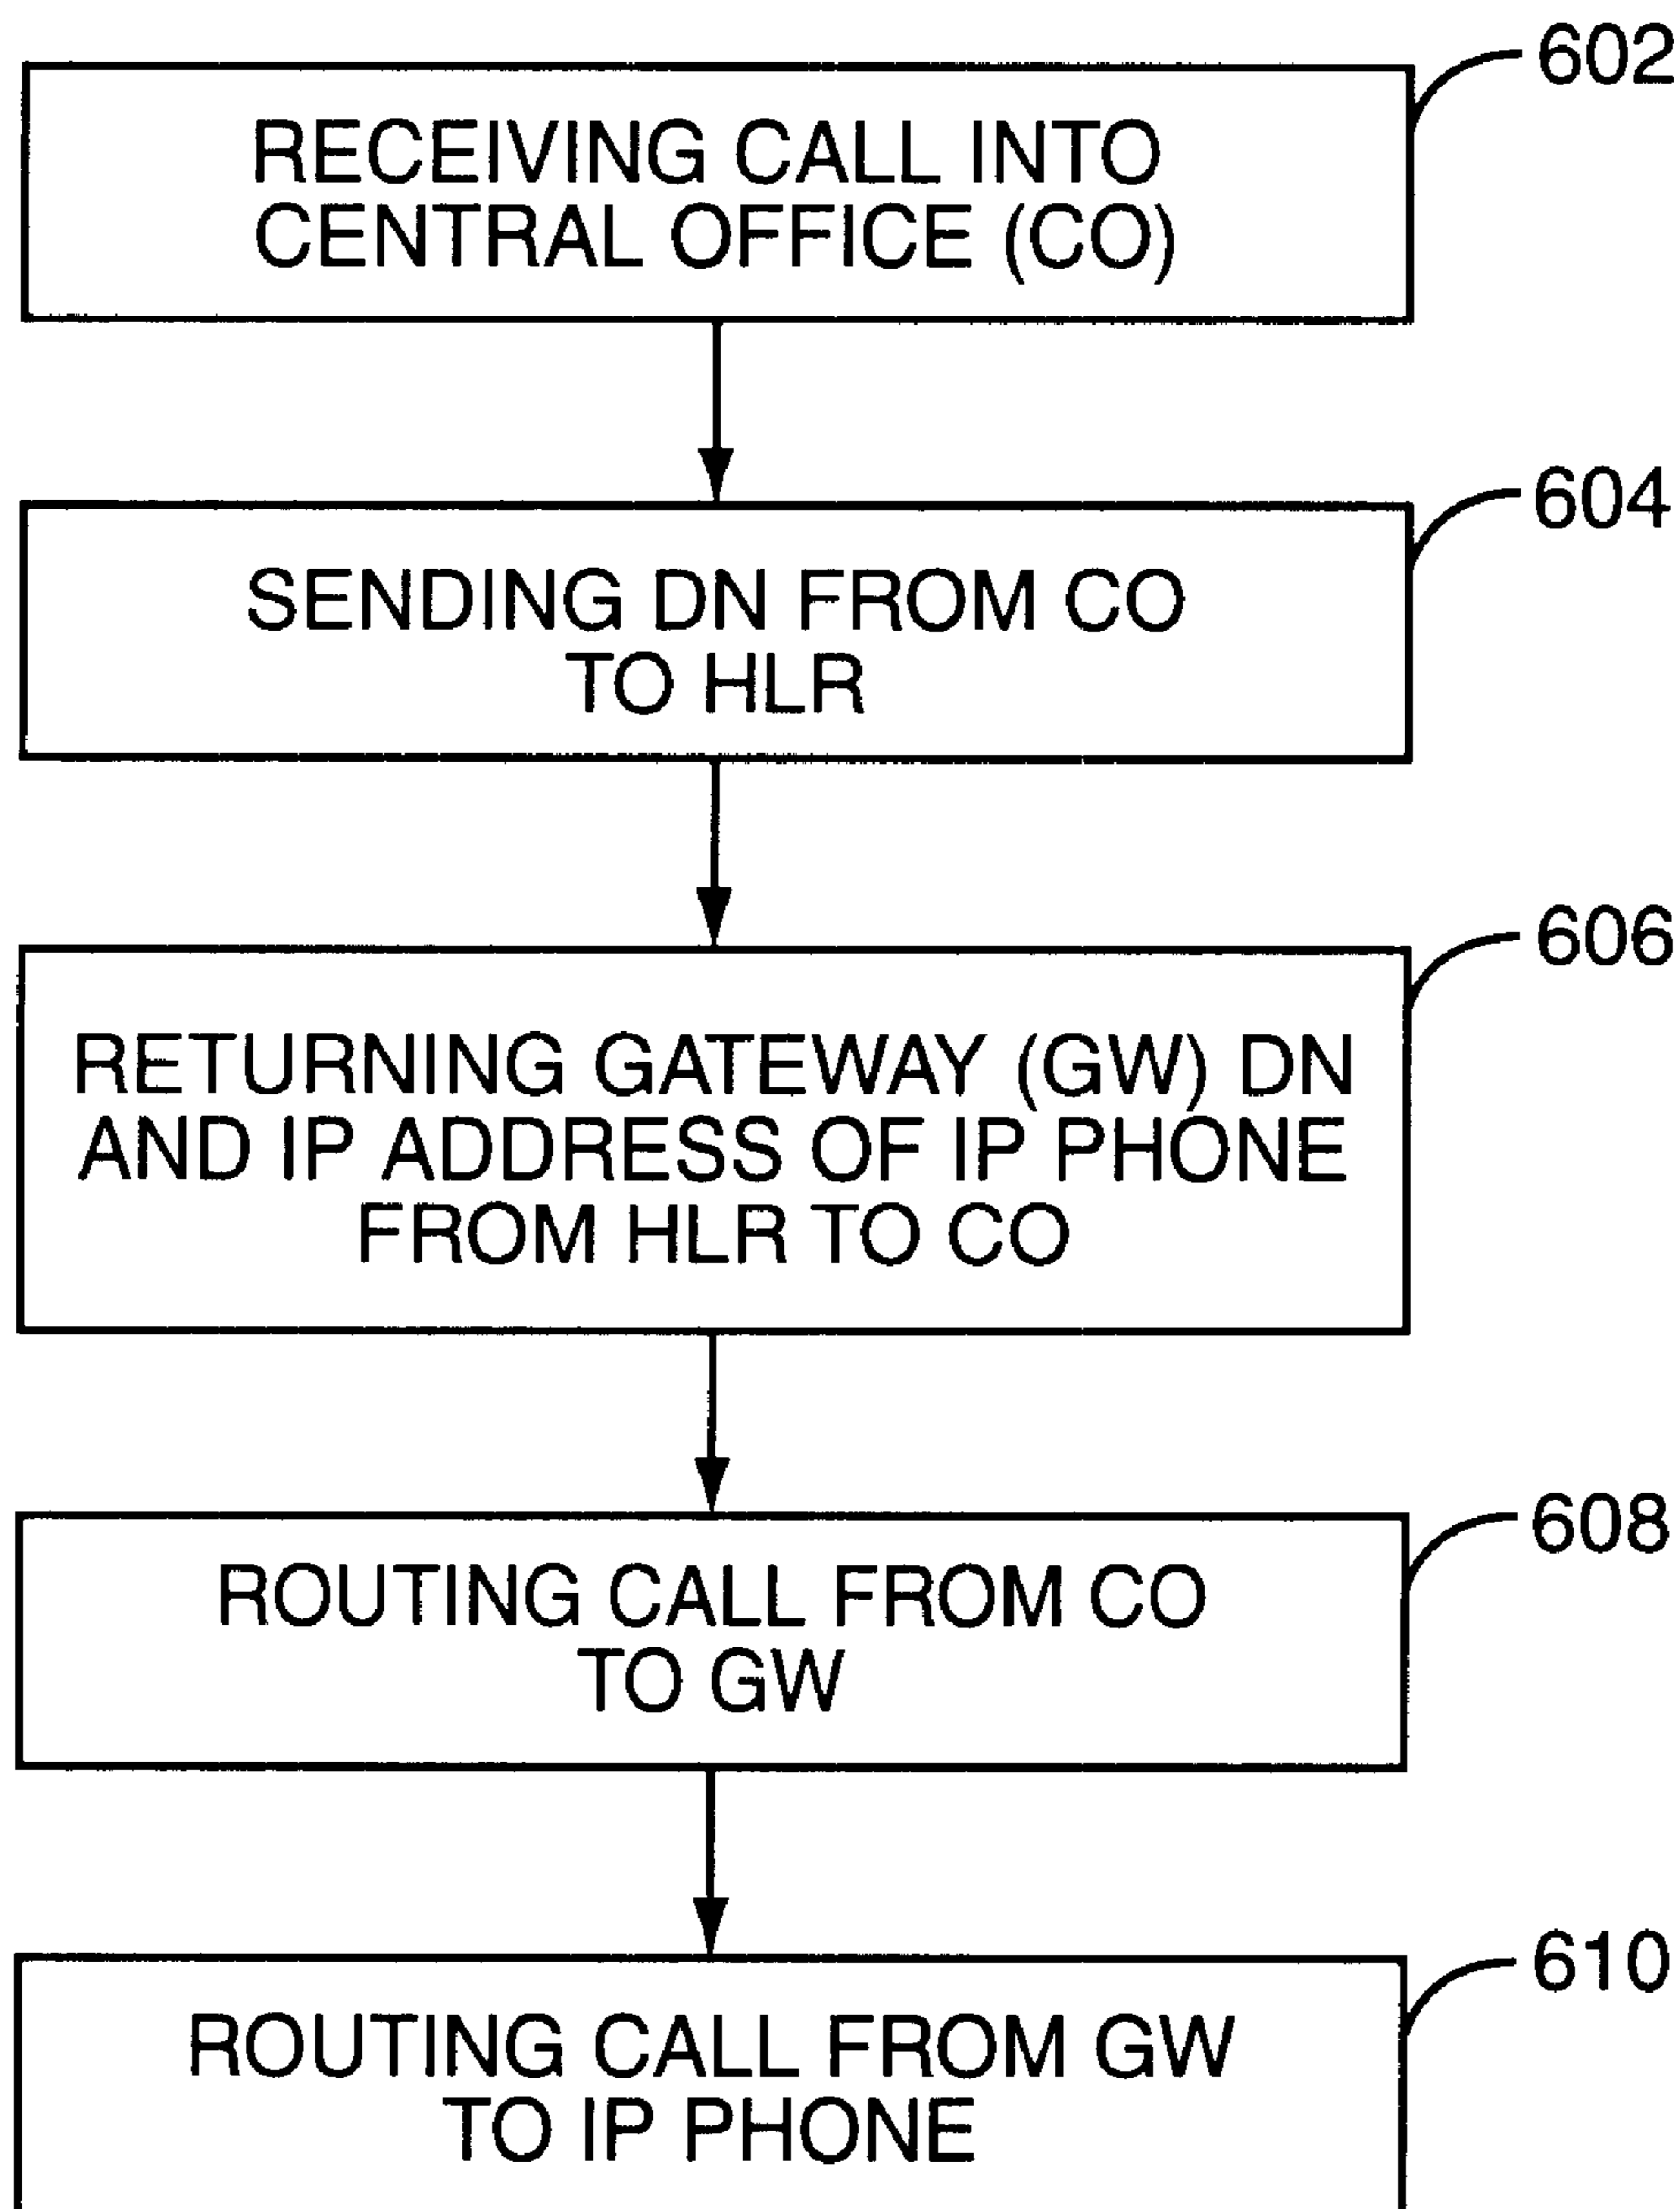 602
RECEIVING CALL INTO
CENTRAL OFFICE (CO)
604
SENDING DN FROM CO
TO HLR
606
RETURNING GATEWAY (GW) DN
AND IP ADDRESS OF IP PHONE
FROM HLR TO CO
608
ROUTING CALL FROM CO
TO GW
610
ROUTING CALL FROM GW
TO IP PHONE